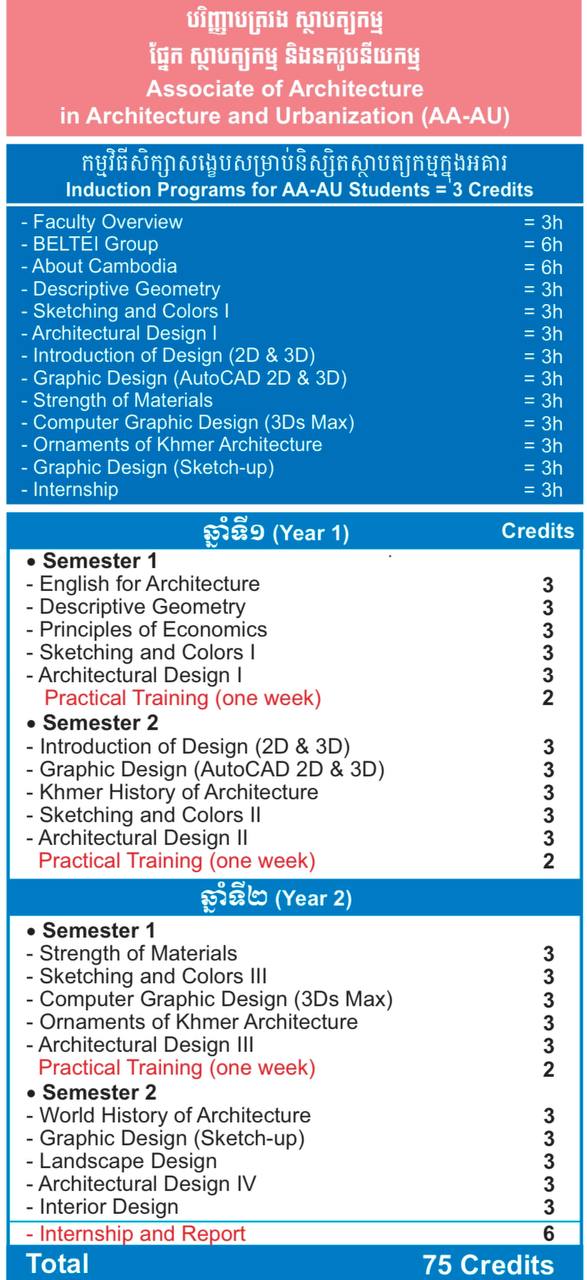 បរិញ្ញាបត្ររង ស្ថាបត្យកម្ម
ផ្នែក ស្ថាបត្យកម្ម និងនគរូបនីយកម្ម
Associate of Architecture
in Architecture and Urbanization (AA-AU)
កម្មវិធីសិក្សាសង្ខេបសម្រាប់និស្សិតស្ថាបត្យកម្មក្នុងអគារ
Induction Programs for AA-AU Students = 3 Credits
- Faculty Overview = 3h
- BELTEI Group = 6h
- About Cambodia = 6h
- Descriptive Geometry = 3h
- Sketching and Colors I = 3h
- Architectural Design I = 3h
- Introduction of Design (2D & 3D) = 3h
- Graphic Design (AutoCAD 2D & 3D) = 3h
- Strength of Materials = 3h
- Computer Graphic Design (3Ds Max) = 3h
- Ornaments of Khmer Architecture = 3h
- Graphic Design (Sketch-up) = 3h
- Internship = 3h
ឆ្នាំទី១ (Year 1) Credits
• Semester 1
- English for Architecture 3
- Descriptive Geometry 3
- Principles of Economics 3
- Sketching and Colors I 3
- Architectural Design I 3
Practical Training (one week) 2
• Semester 2
- Introduction of Design (2D & 3D) 3
- Graphic Design (AutoCAD 2D & 3D) 3
- Khmer History of Architecture 3
- Sketching and Colors II 3
- Architectural Design II 3
Practical Training (one week) 2
ឆ្នាំទី២ (Year 2)
• Semester 1
- Strength of Materials 3
- Sketching and Colors III 3
- Computer Graphic Design (3Ds Max) 3
- Ornaments of Khmer Architecture 3
- Architectural Design III 3
Practical Training (one week) 2
• Semester 2
- World History of Architecture 3
- Graphic Design (Sketch-up) 3
- Landscape Design 3
- Architectural Design IV 3
- Interior Design 3
- Internship and Report 6
Total 75 Credits